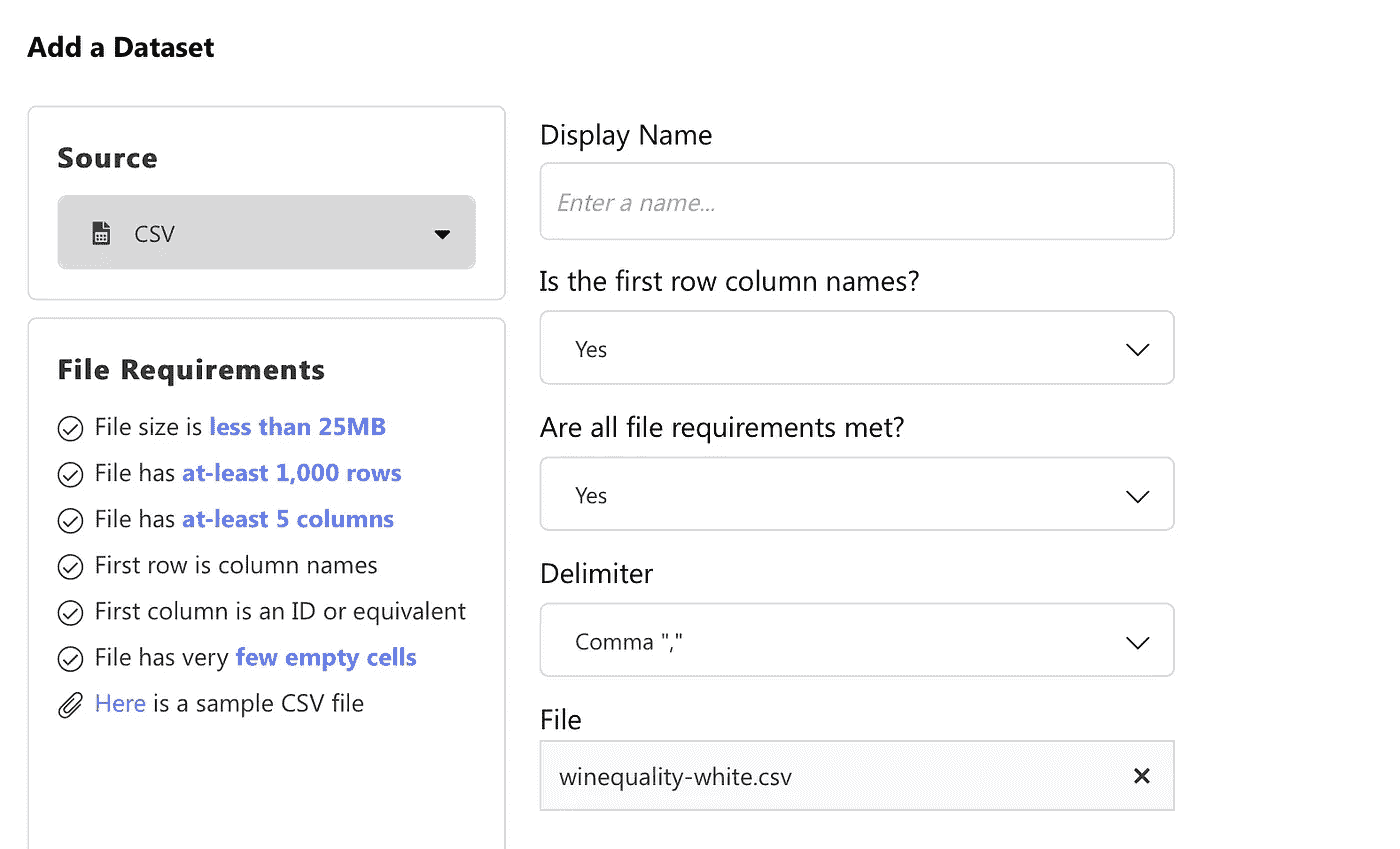 Add a Dataset
Source
CSV
File Requirements
File size is less than 25MB
File has at-least 1,000 rows
File has at-least 5 columns
First row is column names
First column is an ID or equivalent
File has very few empty cells
Here is a sample CSV file
Display Name
Enter a name...
Is the first row column names?
Yes
Are all file requirements met?
Yes
Delimiter
Comma ","
File
winequality-white.csv